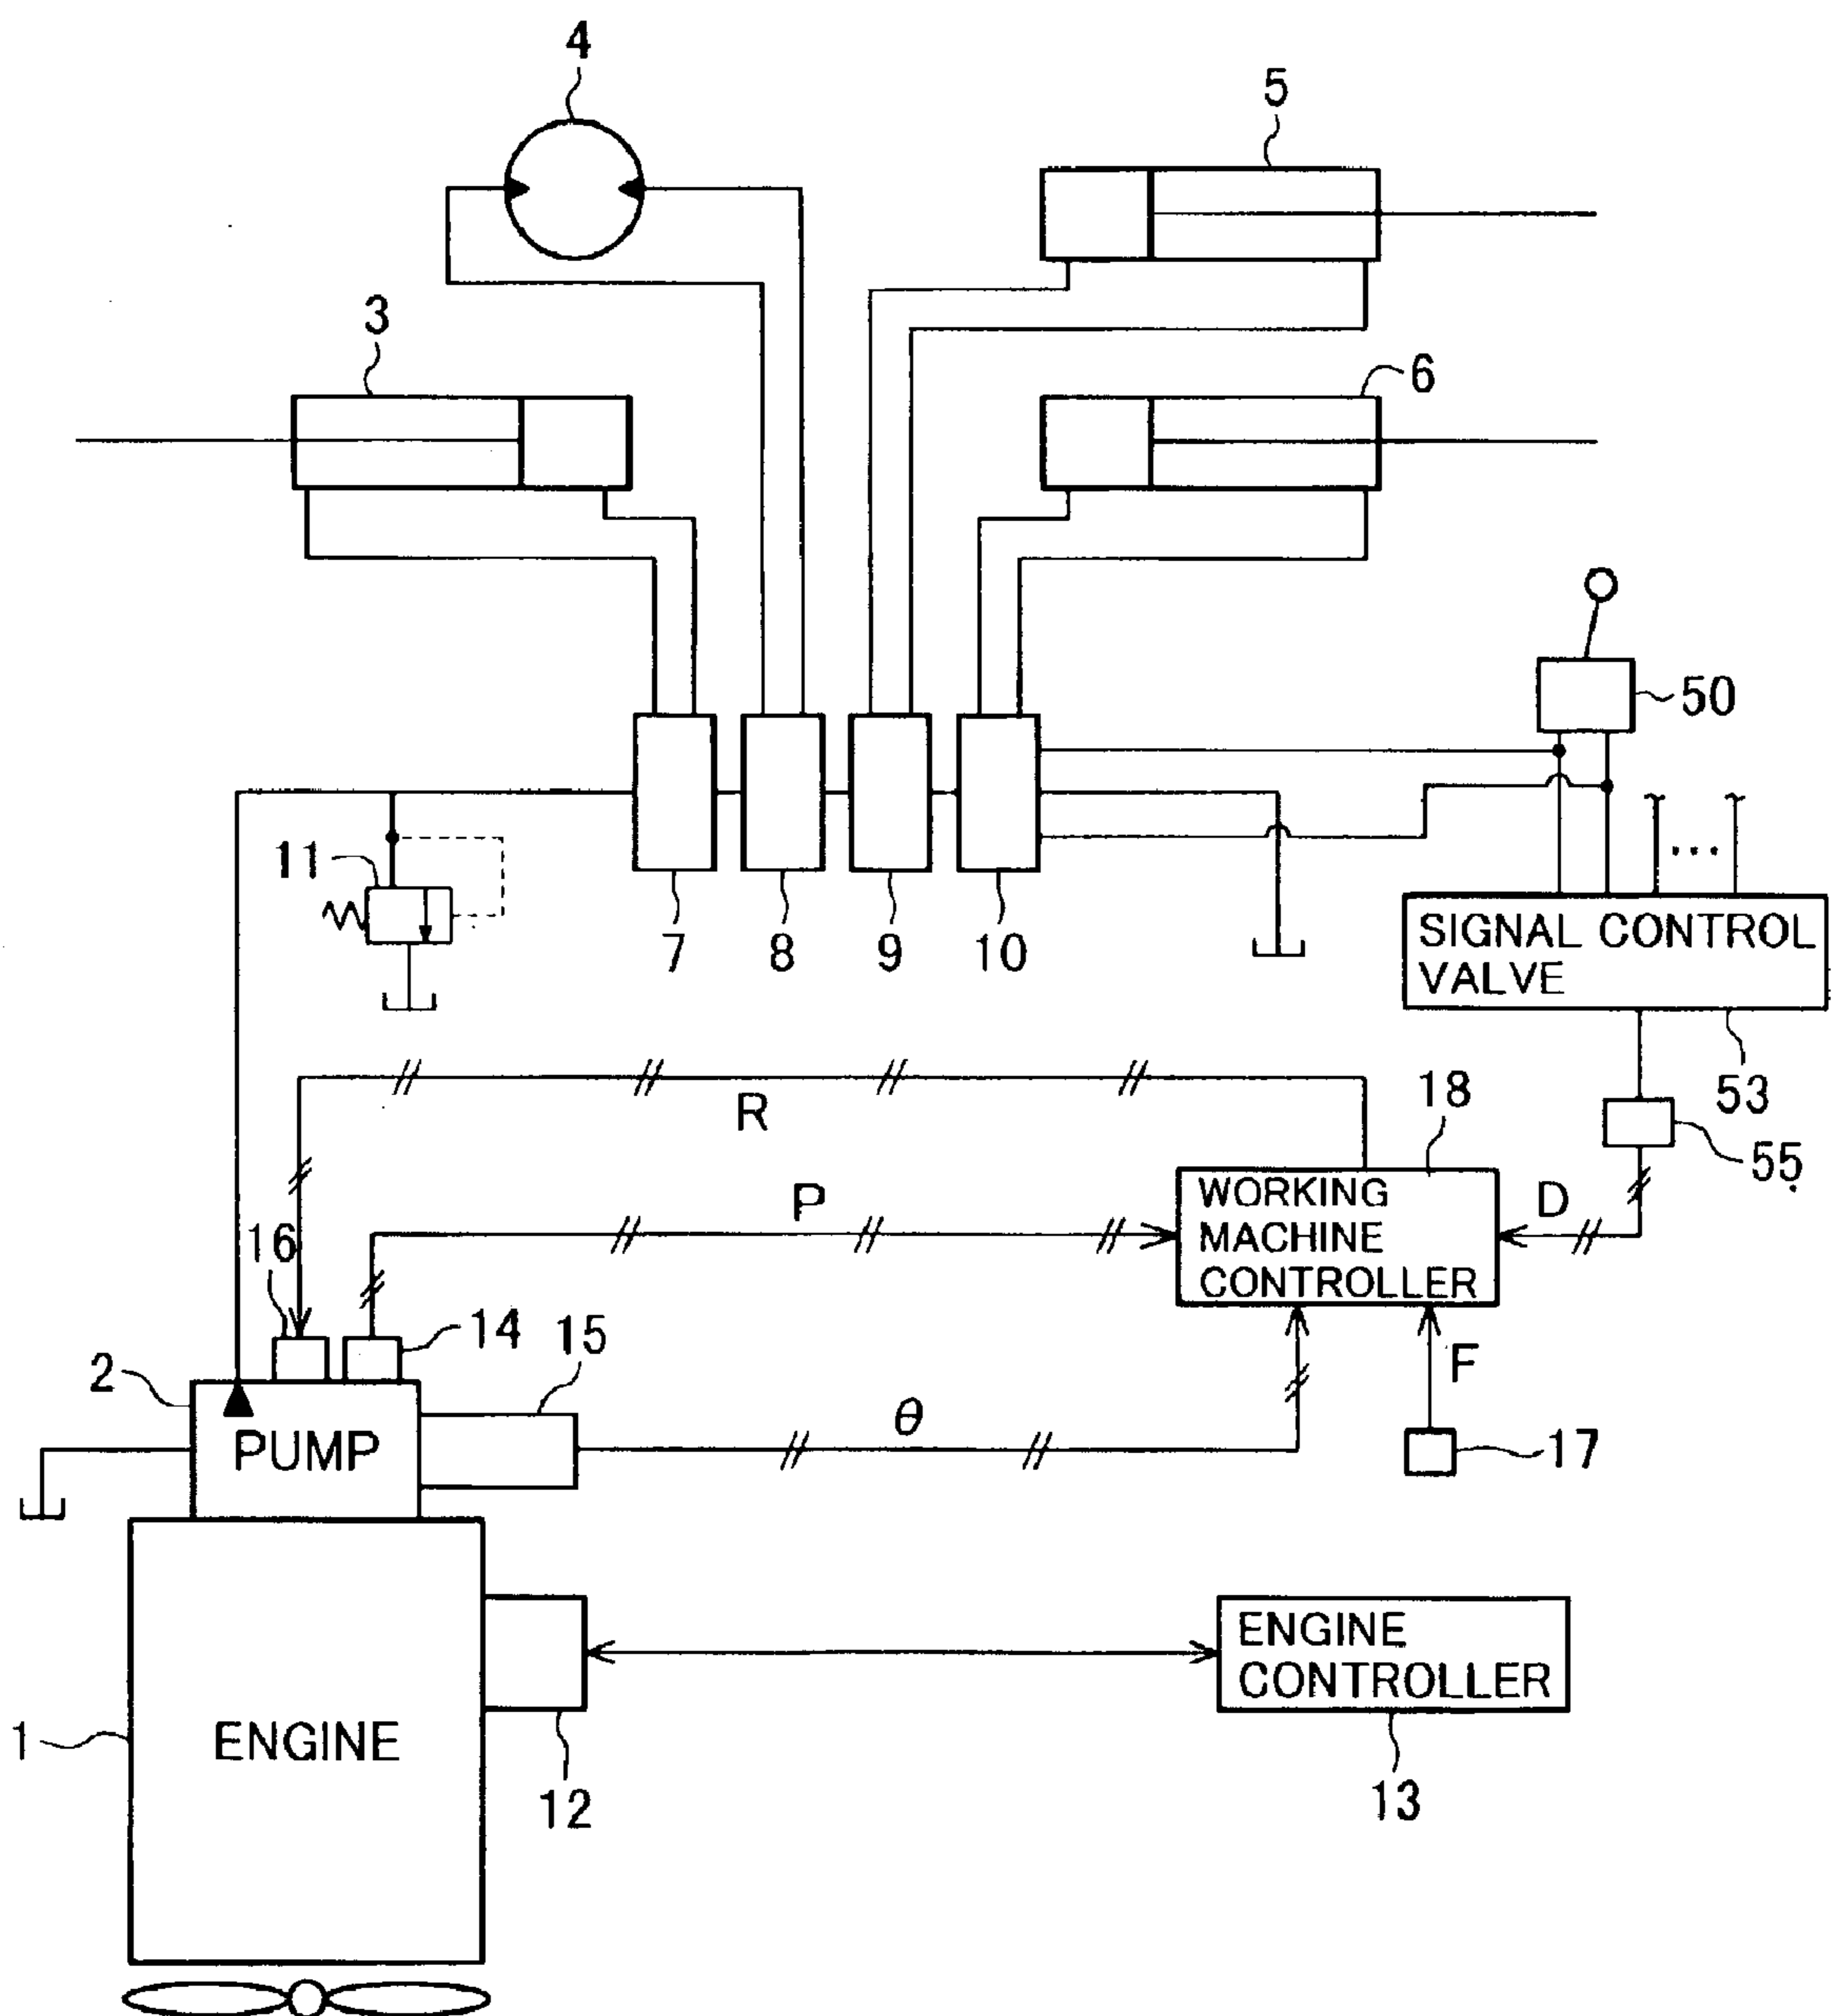 4
5
3
6
50
11
7
8
9
10
SIGNAL CONTROL
VALVE
R
18
53
55
P
WORKING
MACHINE
CONTROLLER
D
16
14
15
2
F
θ
PUMP
17
ENGINE
CONTROLLER
1
ENGINE
12
13